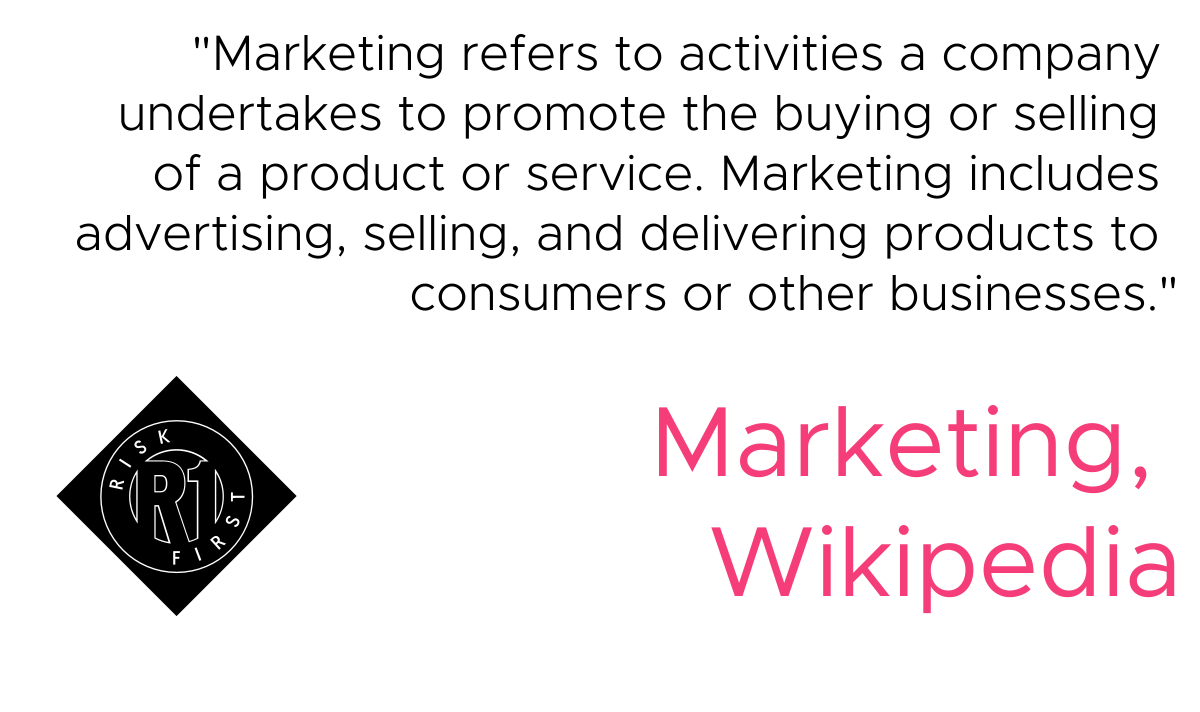 "Marketing refers to activities a company
undertakes to promote the buying or selling
of a product or service. Marketing includes
advertising, selling, and delivering products to
consumers or other businesses."
RISK
R1
FIRST
Marketing,
Wikipedia